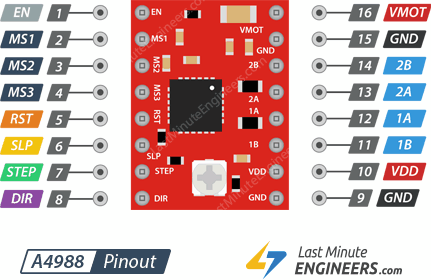 EN 1 EN VMOT 16 VMOT
MS1 2 MS1 GND 15 GND
MS2 3 MS2 2B 14 2B
MS3 4 MS3 2A 13 2A
RST 5 RST 1A 12 1A
SLP 6 SLP 1B 11 1B
STEP 7 STEP VDD 10 VDD
DIR 8 DIR GND 9 GND
LastMinuteEngineers.com
A4988 Pinout
Last Minute
ENGINEERS.com